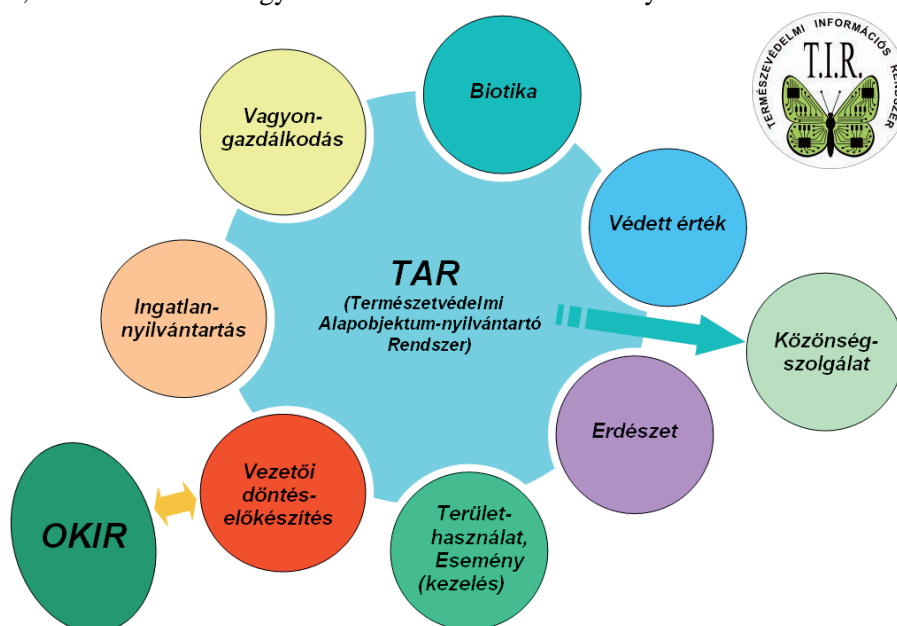 TERMÉSZEVÉDELMI INFORMÁCIÓS RENDSZER
T.I.R.
Biotika
Vagyon-
gazdálkodás
Védett érték
TAR
(Természetvédelmi
Alapobjektum-nyilvántartó
Rendszer)
Ingatlan-
nyilvántartás
Közönség-
szolgálat
Erdészet
Vezetői
döntés-
előkészítés
Terület-
használat,
Esemény
(kezelés)
OKIR